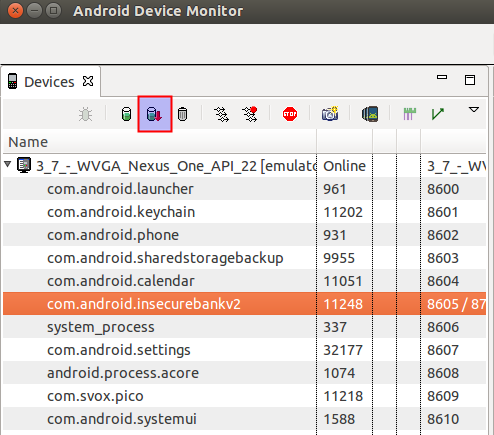 Android Device Monitor
Devices
Name
3_7_-_WVGA_Nexus_One_API_22 [emulato Online 3_7_-_WV
com.android.launcher 961 8600
com.android.keychain 11202 8601
com.android.phone 931 8602
com.android.sharedstoragebackup 9955 8603
com.android.calendar 11051 8604
com.android.insecurebankv2 11248 8605 / 87
system_process 337 8606
com.android.settings 32177 8607
android.process.acore 1074 8608
com.svox.pico 11218 8609
com.android.systemui 1588 8610